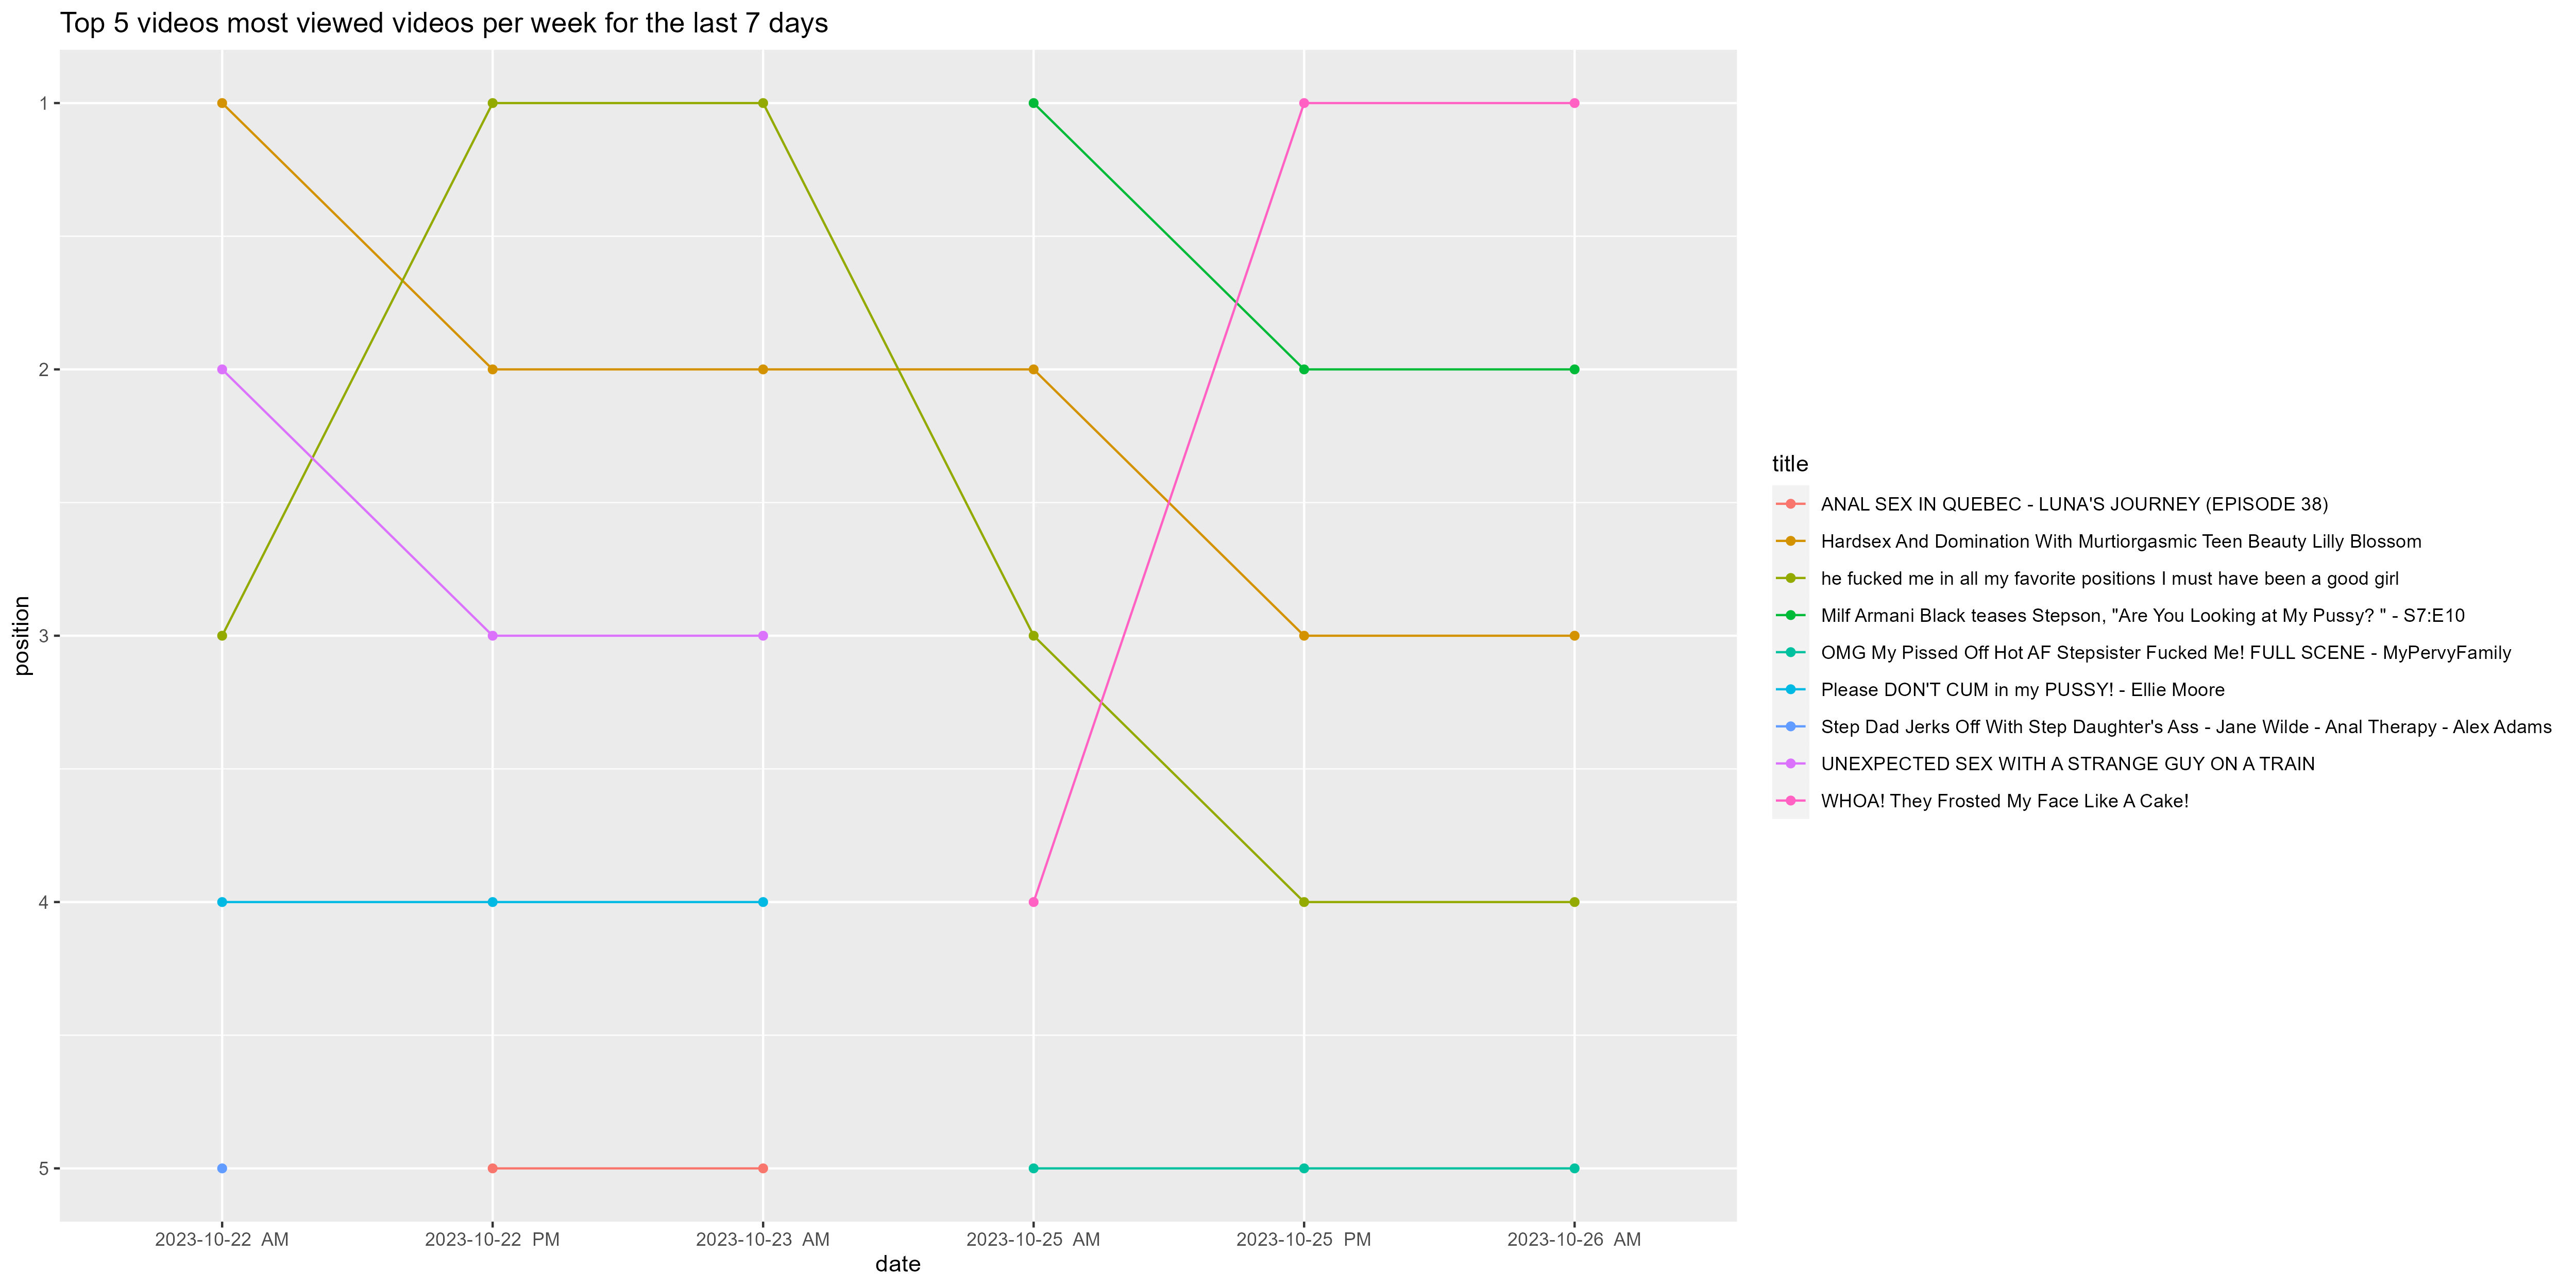 Top 5 videos most viewed videos per week for the last 7 days
position
1
2
3
4
5
2023-10-22 AM
2023-10-22 PM
2023-10-23 AM
2023-10-25 AM
2023-10-25 PM
2023-10-26 AM
date
title
ANAL SEX IN QUEBEC - LUNA'S JOURNEY (EPISODE 38)
Hardsex And Domination With Murtiorgasmic Teen Beauty Lilly Blossom
he fucked me in all my favorite positions I must have been a good girl
Milf Armani Black teases Stepson, "Are You Looking at My Pussy? " - S7:E10
OMG My Pissed Off Hot AF Stepsister Fucked Me! FULL SCENE - MyPervyFamily
Please DON'T CUM in my PUSSY! - Ellie Moore
Step Dad Jerks Off With Step Daughter's Ass - Jane Wilde - Anal Therapy - Alex Adams
UNEXPECTED SEX WITH A STRANGE GUY ON A TRAIN
WHOA! They Frosted My Face Like A Cake!